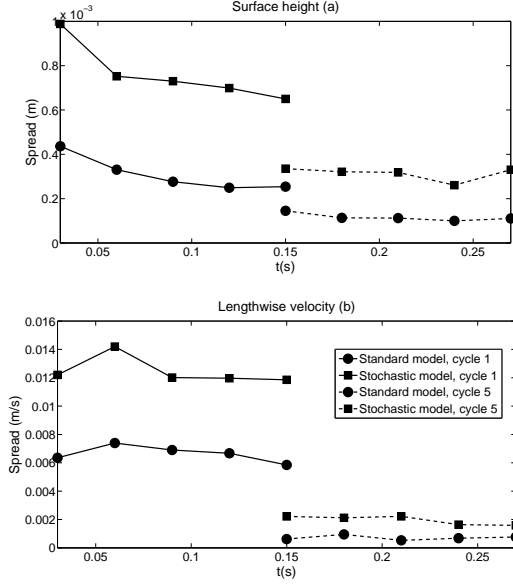 Surface height (a)
x 10⁻³
1
0.8
0.6
0.4
0.2
0
Spread (m)
0.05
0.1
0.15
0.2
0.25
t(s)
Lengthwise velocity (b)
0.016
0.014
0.012
0.01
0.008
0.006
0.004
0.002
0
Spread (m/s)
Standard model, cycle 1
Stochastic model, cycle 1
Standard model, cycle 5
Stochastic model, cycle 5
0.05
0.1
0.15
0.2
0.25
t(s)